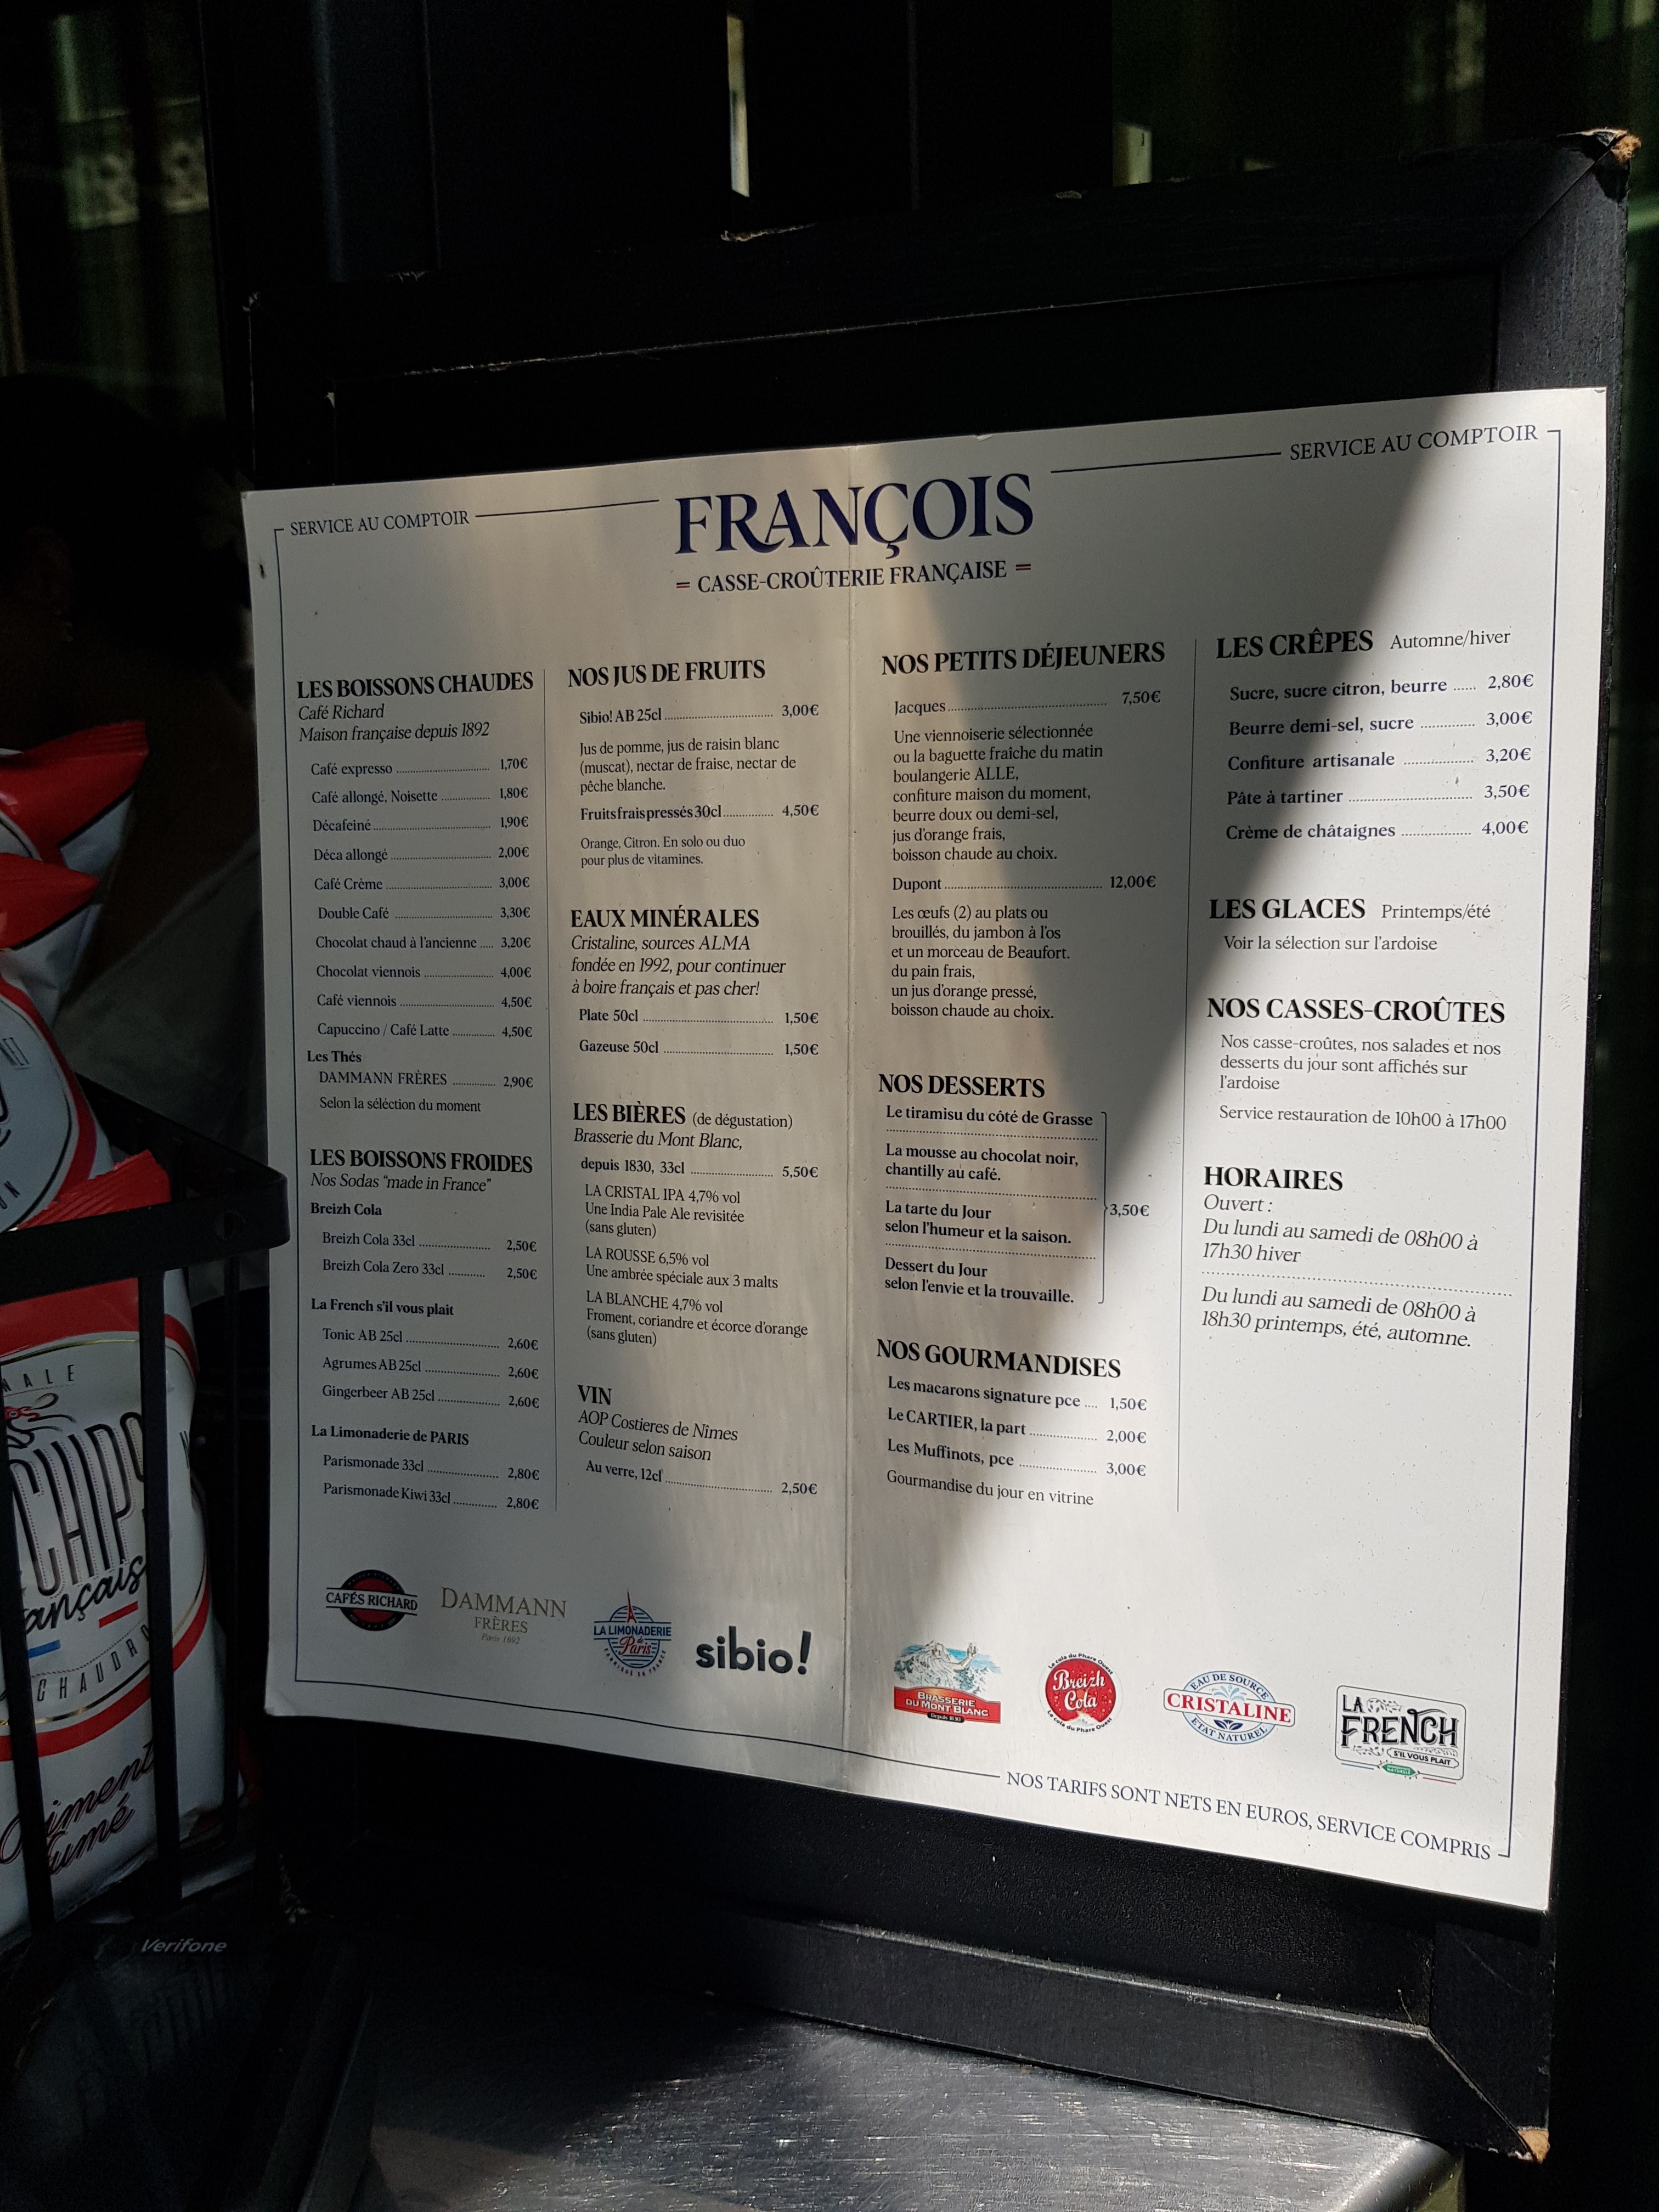 SERVICE AU COMPTOIR
SERVICE AU COMPTOIR
FRANÇOIS
= CASSE-CROÛTERIE FRANÇAISE =
LES BOISSONS CHAUDES
Café Richard
Maison française depuis 1892
Café expresso 1,70€
Café allongé, Noisette 1,80€
Décafeiné 1,90€
Déca allongé 2,00€
Café Crème 3,00€
Double Café 3,30€
Chocolat chaud à l'ancienne 3,20€
Chocolat viennois 4,00€
Café viennois 4,50€
Capuccino / Café Latte 4,50€
Les Thés
DAMMANN FRÈRES 2,90€
Selon la séléction du moment
LES BOISSONS FROIDES
Nos Sodas "made in France"
Breizh Cola
Breizh Cola 33cl 2,50€
Breizh Cola Zero 33cl 2,50€
La French s'il vous plait
Tonic AB 25cl 2,60€
Agrumes AB 25cl 2,60€
Gingerbeer AB 25cl 2,60€
La Limonaderie de PARIS
Parismonade 33cl 2,80€
Parismonade Kiwi 33cl 2,80€
NOS JUS DE FRUITS
Sibio! AB 25cl 3,00€
Jus de pomme, jus de raisin blanc
(muscat), nectar de fraise, nectar de
pêche blanche.
Fruits frais pressés 30cl 4,50€
Orange, Citron. En solo ou duo
pour plus de vitamines.
EAUX MINÉRALES
Cristaline, sources ALMA
fondée en 1992, pour continuer
à boire français et pas cher!
Plate 50cl 1,50€
Gazeuse 50cl 1,50€
LES BIÈRES (de dégustation)
Brasserie du Mont Blanc,
depuis 1830, 33cl 5,50€
LA CRISTAL IPA 4,7% vol
Une India Pale Ale revisitée
(sans gluten)
LA ROUSSE 6,5% vol
Une ambrée spéciale aux 3 malts
LA BLANCHE 4,7% vol
Froment, coriandre et écorce d'orange
(sans gluten)
VIN
AOP Costieres de Nîmes
Couleur selon saison
Au verre, 12cl 2,50€
NOS PETITS DÉJEUNERS
Jacques 7,50€
Une viennoiserie sélectionnée
ou la baguette fraîche du matin
boulangerie ALLE,
confiture maison du moment,
beurre doux ou demi-sel,
jus d'orange frais,
boisson chaude au choix.
Dupont 12,00€
Les œufs (2) au plats ou
brouillés, du jambon à l'os
et un morceau de Beaufort.
du pain frais,
un jus d'orange pressé,
boisson chaude au choix.
NOS DESSERTS
Le tiramisu du côté de Grasse
La mousse au chocolat noir,
chantilly au café.
La tarte du Jour 3,50€
selon l'humeur et la saison.
Dessert du Jour
selon l'envie et la trouvaille.
NOS GOURMANDISES
Les macarons signature pce 1,50€
Le CARTIER, la part 2,00€
Les Muffinots, pce 3,00€
Gourmandise du jour en vitrine
LES CRÊPES Automne/hiver
Sucre, sucre citron, beurre 2,80€
Beurre demi-sel, sucre 3,00€
Confiture artisanale 3,20€
Pâte à tartiner 3,50€
Crème de châtaignes 4,00€
LES GLACES Printemps/été
Voir la sélection sur l'ardoise
NOS CASSES-CROÛTES
Nos casse-croûtes, nos salades et nos
desserts du jour sont affichés sur
l'ardoise
Service restauration de 10h00 à 17h00
HORAIRES
Ouvert :
Du lundi au samedi de 08h00 à
17h30 hiver
Du lundi au samedi de 08h00 à
18h30 printemps, été, automne.
CAFÉS RICHARD
DAMMANN
FRÈRES
Paris 1692
LA LIMONADERIE
de
Paris
sibio!
BRASSERIE
DU MONT BLANC
Depuis 1830
Le cola du Phare Ouest
Breizh
Cola
Le cola du Phare Ouest
EAU DE SOURCE
CRISTALINE
ETAT NATUREL
LA
FRENCH
S'IL VOUS PLAIT
NOS TARIFS SONT NETS EN EUROS, SERVICE COMPRIS
CHIPS
CHAUDRO
Verifone